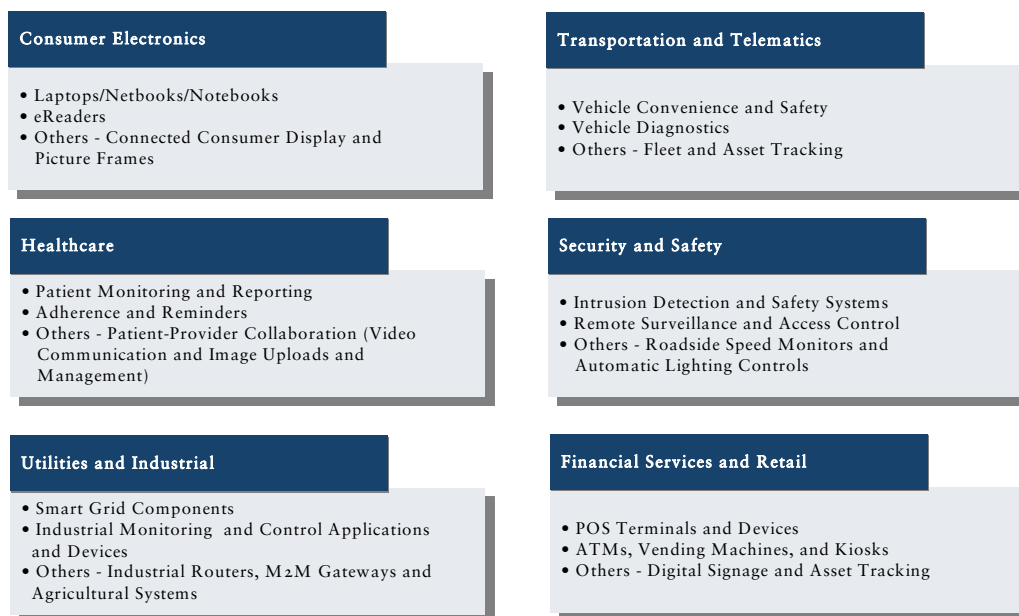 Consumer Electronics
• Laptops/Netbooks/Notebooks
• eReaders
• Others - Connected Consumer Display and
Picture Frames
Transportation and Telematics
• Vehicle Convenience and Safety
• Vehicle Diagnostics
• Others - Fleet and Asset Tracking
Healthcare
• Patient Monitoring and Reporting
• Adherence and Reminders
• Others - Patient-Provider Collaboration (Video
Communication and Image Uploads and
Management)
Security and Safety
• Intrusion Detection and Safety Systems
• Remote Surveillance and Access Control
• Others - Roadside Speed Monitors and
Automatic Lighting Controls
Utilities and Industrial
• Smart Grid Components
• Industrial Monitoring and Control Applications
and Devices
• Others - Industrial Routers, M2M Gateways and
Agricultural Systems
Financial Services and Retail
• POS Terminals and Devices
• ATMs, Vending Machines, and Kiosks
• Others - Digital Signage and Asset Tracking